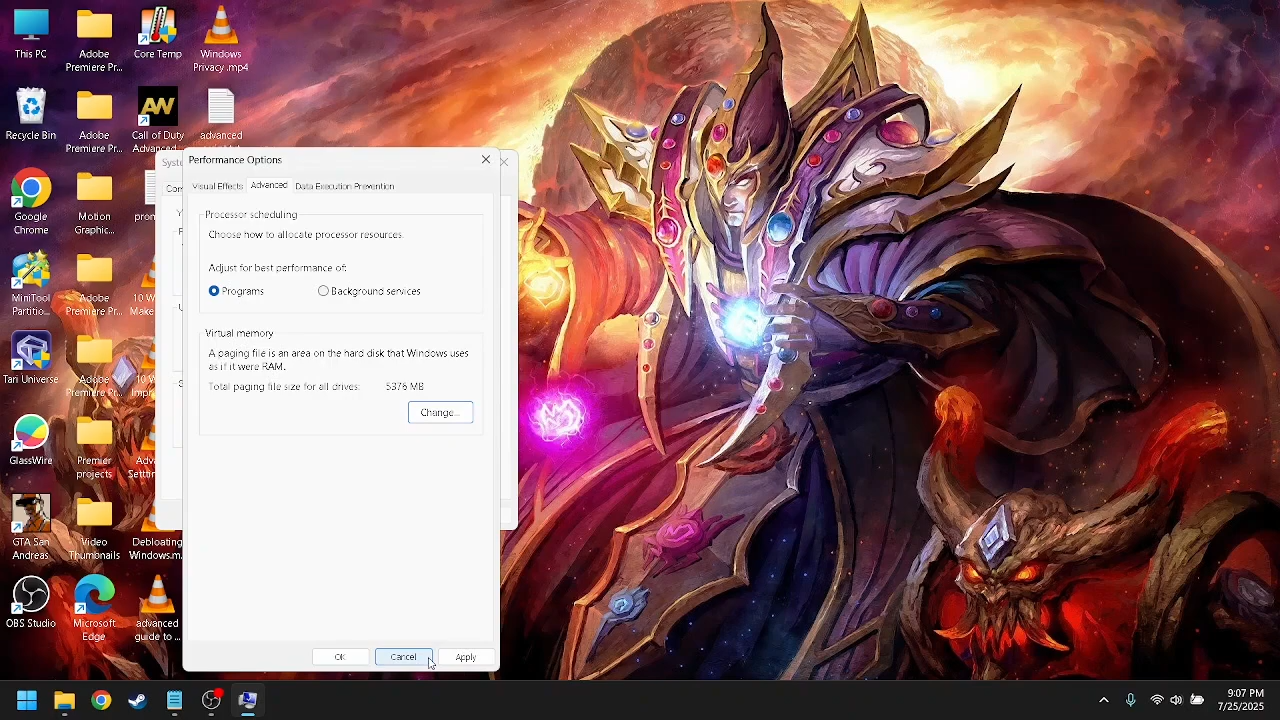 This PC
Adobe
Premiere Pr...
Core Temp
Windows
Privacy .mp4
Recycle Bin
Adobe
Premiere Pr...
Call of Duty
Advanced ...
advanced
Google
Chrome
Motion
Graphic...
MiniTool
Partitio...
Adobe
Premiere Pr...
Tari Universe
Adobe
Premiere Pr...
GlassWire
Premier
projects
GTA San
Andreas
Video
Thumbnails
Debloating
Windows.m...
OBS Studio
Microsoft
Edge
advanced
guide to ...
Performance Options
Visual Effects
Advanced
Data Execution Prevention
Processor scheduling
Choose how to allocate processor resources.
Adjust for best performance of:
Programs
Background services
Virtual memory
A paging file is an area on the hard disk that Windows uses
as if it were RAM.
Total paging file size for all drives:
5376 MB
Change...
OK
Cancel
Apply
9:07 PM
7/25/2025